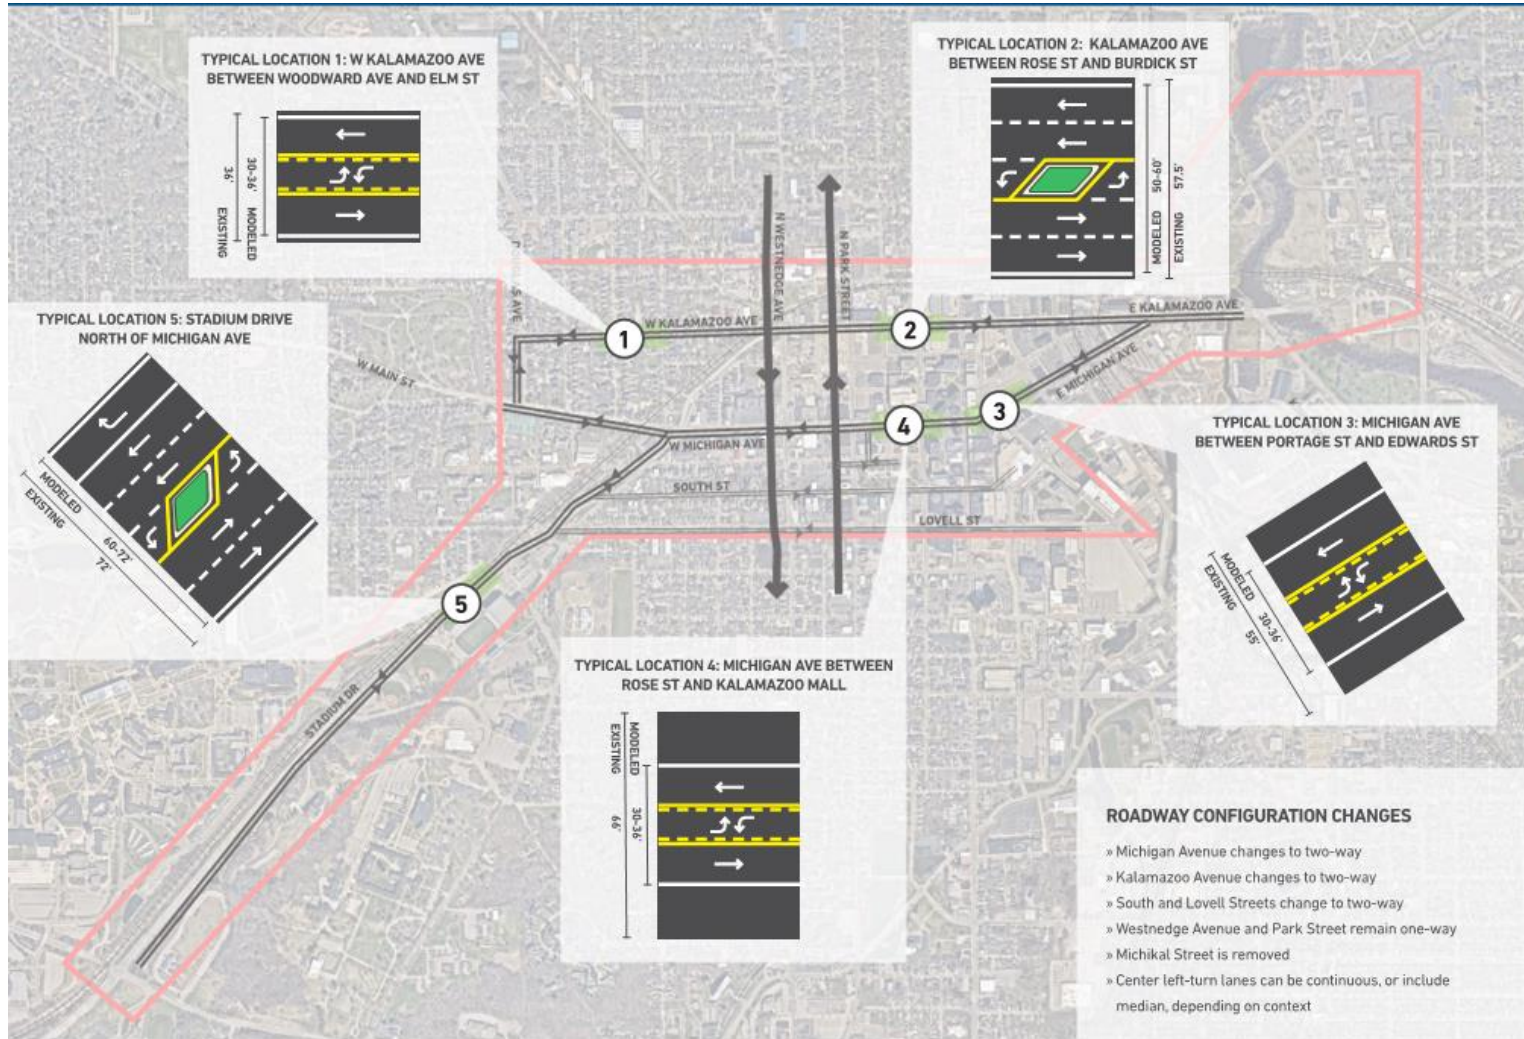 TYPICAL LOCATION 1: W KALAMAZOO AVE
BETWEEN WOODWARD AVE AND ELM ST
36'
EXISTING
30-36'
MODELED
TYPICAL LOCATION 2: KALAMAZOO AVE
BETWEEN ROSE ST AND BURDICK ST
50-60'
MODELED
57.5'
EXISTING
TYPICAL LOCATION 5: STADIUM DRIVE
NORTH OF MICHIGAN AVE
MODELED
60-72'
EXISTING
72'
N WESTNEDGE AVE
N PARK STREET
W KALAMAZOO AVE
E KALAMAZOO AVE
1
2
W MAIN ST
E MICHIGAN AVE
3
4
W MICHIGAN AVE
SOUTH ST
LOVELL ST
5
STADIUM DR
TYPICAL LOCATION 3: MICHIGAN AVE
BETWEEN PORTAGE ST AND EDWARDS ST
MODELED
30-36'
EXISTING
55'
TYPICAL LOCATION 4: MICHIGAN AVE BETWEEN
ROSE ST AND KALAMAZOO MALL
MODELED
EXISTING
30-36'
66'
ROADWAY CONFIGURATION CHANGES
» Michigan Avenue changes to two-way
» Kalamazoo Avenue changes to two-way
» South and Lovell Streets change to two-way
» Westnedge Avenue and Park Street remain one-way
» Michikal Street is removed
» Center left-turn lanes can be continuous, or include
median, depending on context